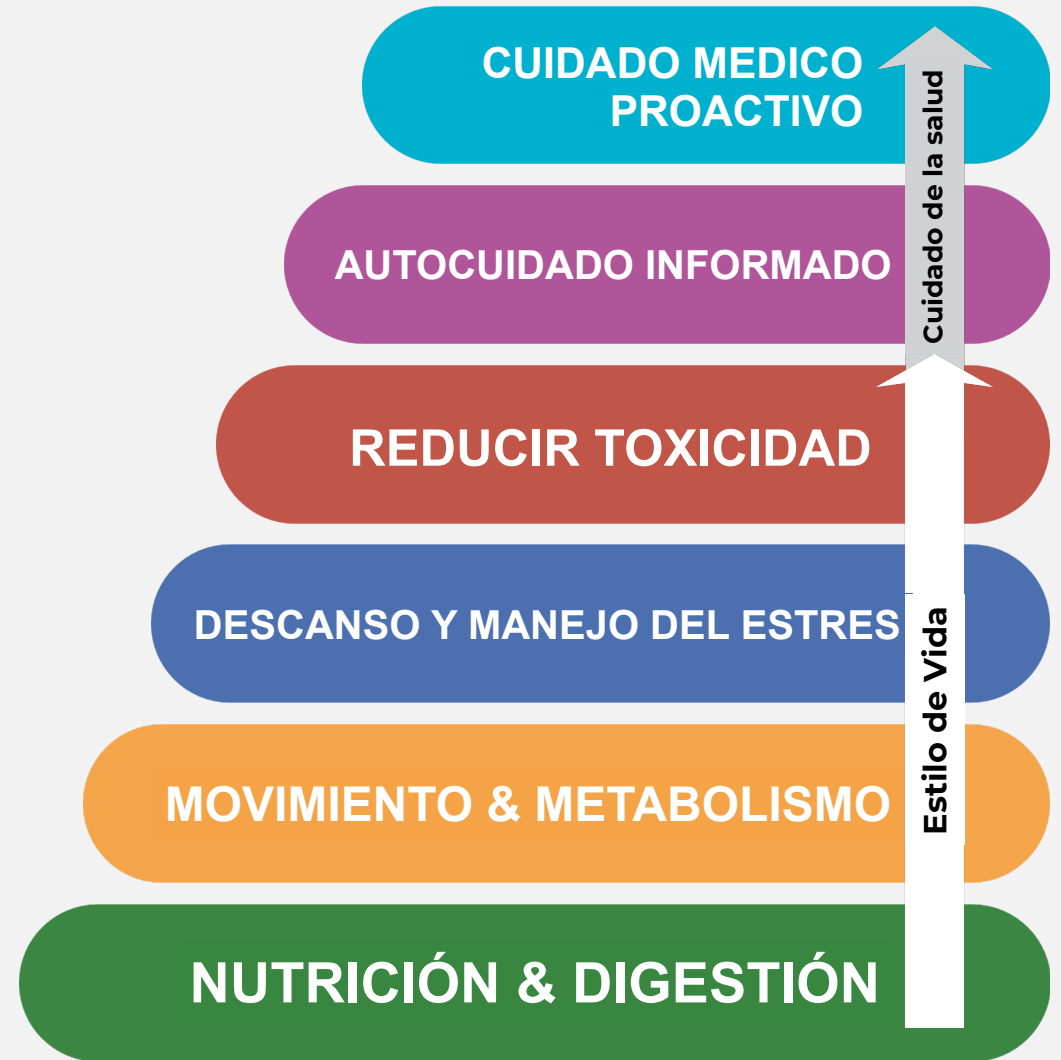 CUIDADO MEDICO
PROACTIVO
AUTOCUIDADO INFORMADO
REDUCIR TOXICIDAD
DESCANSO Y MANEJO DEL ESTRES
MOVIMIENTO & METABOLISMO
NUTRICIÓN & DIGESTIÓN
Cuidado de la salud
Estilo de Vida